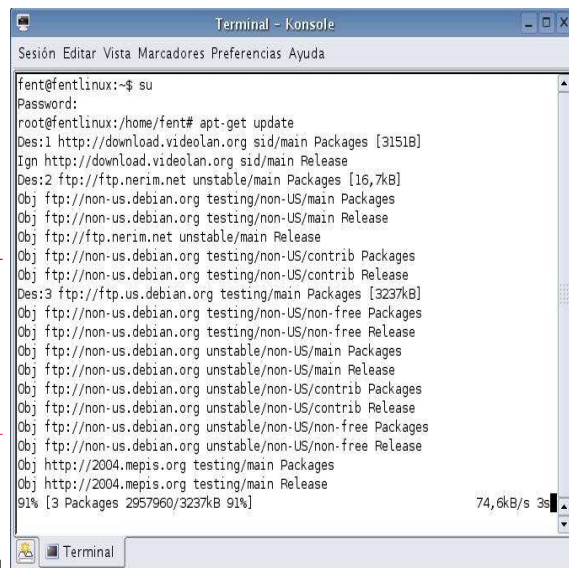 Terminal - Konsole
Sesión Editar Vista Marcadores Preferencias Ayuda
fent@fentlinux:~$ su
Password:
root@fentlinux:/home/fent# apt-get update
Des:1 http://download.videolan.org sid/main Packages [3151B]
Ign http://download.videolan.org sid/main Release
Des:2 ftp://ftp.nerim.net unstable/main Packages [16,7kB]
Obj ftp://non-us.debian.org testing/non-US/main Packages
Obj ftp://non-us.debian.org testing/non-US/main Release
Obj ftp://ftp.nerim.net unstable/main Release
Obj ftp://non-us.debian.org testing/non-US/contrib Packages
Obj ftp://non-us.debian.org testing/non-US/contrib Release
Des:3 ftp://ftp.us.debian.org testing/main Packages [3237kB]
Obj ftp://non-us.debian.org testing/non-US/non-free Packages
Obj ftp://non-us.debian.org testing/non-US/non-free Release
Obj ftp://non-us.debian.org unstable/non-US/main Packages
Obj ftp://non-us.debian.org unstable/non-US/main Release
Obj ftp://non-us.debian.org unstable/non-US/contrib Packages
Obj ftp://non-us.debian.org unstable/non-US/contrib Release
Obj ftp://non-us.debian.org unstable/non-US/non-free Packages
Obj ftp://non-us.debian.org unstable/non-US/non-free Release
Obj http://2004.mepis.org testing/main Packages
Obj http://2004.mepis.org testing/main Release
91% [3 Packages 2957960/3237kB 91%] 74,6kB/s 3s
Terminal